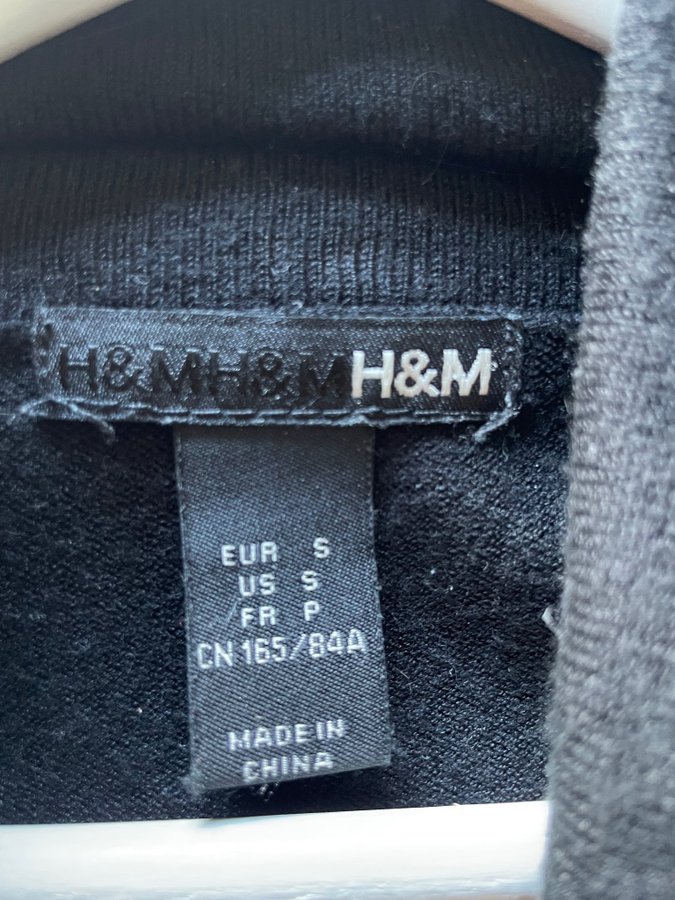 H&MH&MH&M
EUR S
US S
FR P
CN 165/84A
MADE IN
CHINA